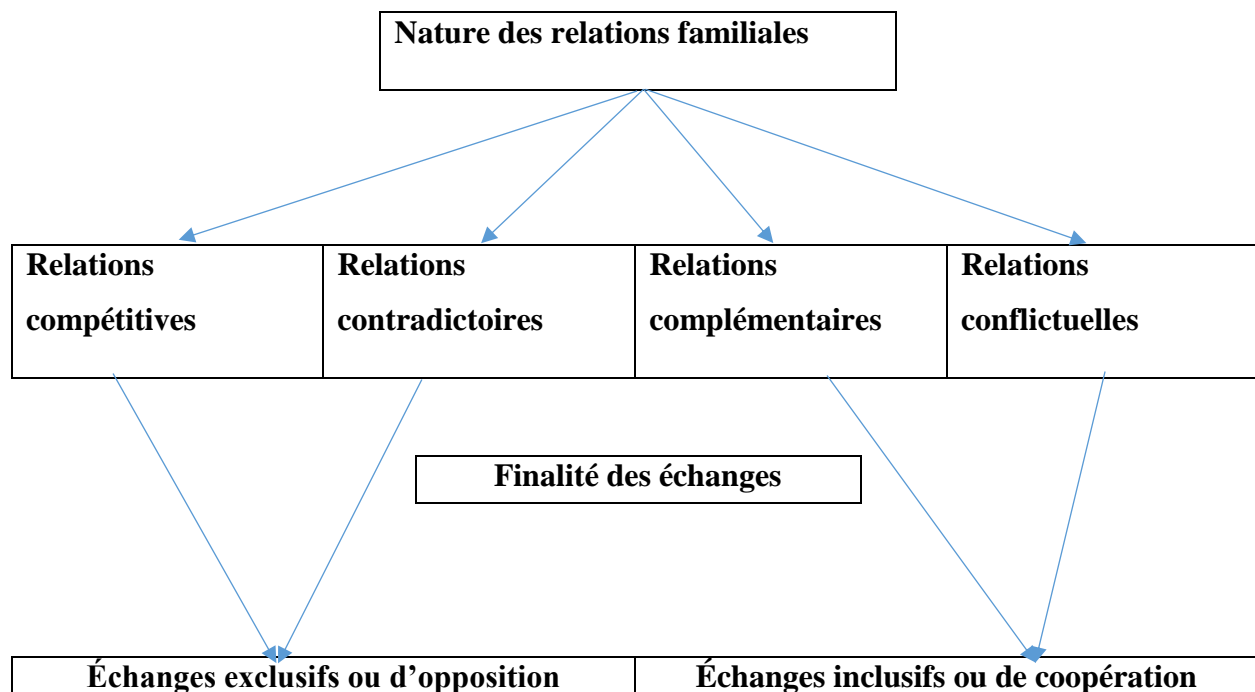 Nature des relations familiales
Relations
compétitives
Relations
contradictoires
Relations
complémentaires
Relations
conflictuelles
Finalité des échanges
Échanges exclusifs ou d’opposition
Échanges inclusifs ou de coopération